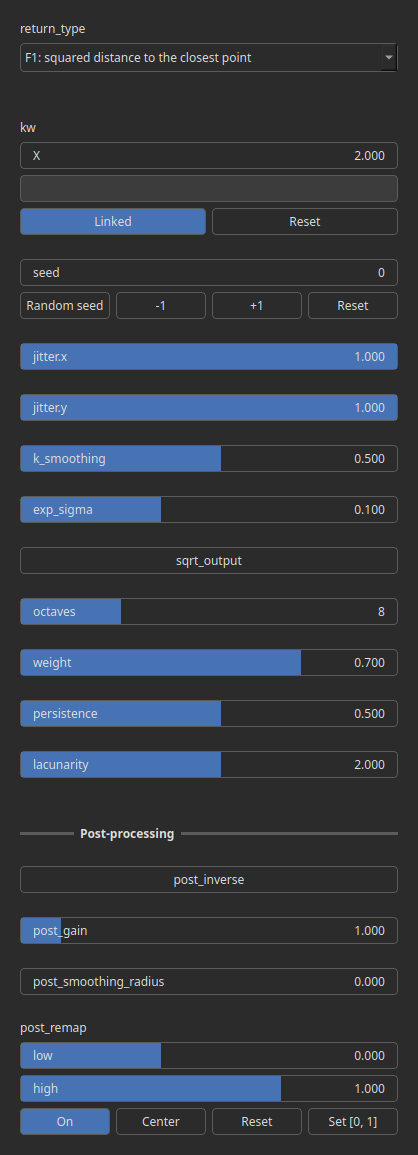 return_type
F1: squared distance to the closest point
kw
X 2.000
Linked Reset
seed 0
Random seed -1 +1 Reset
jitter.x 1.000
jitter.y 1.000
k_smoothing 0.500
exp_sigma 0.100
sqrt_output
octaves 8
weight 0.700
persistence 0.500
lacunarity 2.000
Post-processing
post_inverse
post_gain 1.000
post_smoothing_radius 0.000
post_remap
low 0.000
high 1.000
On Center Reset Set [0, 1]